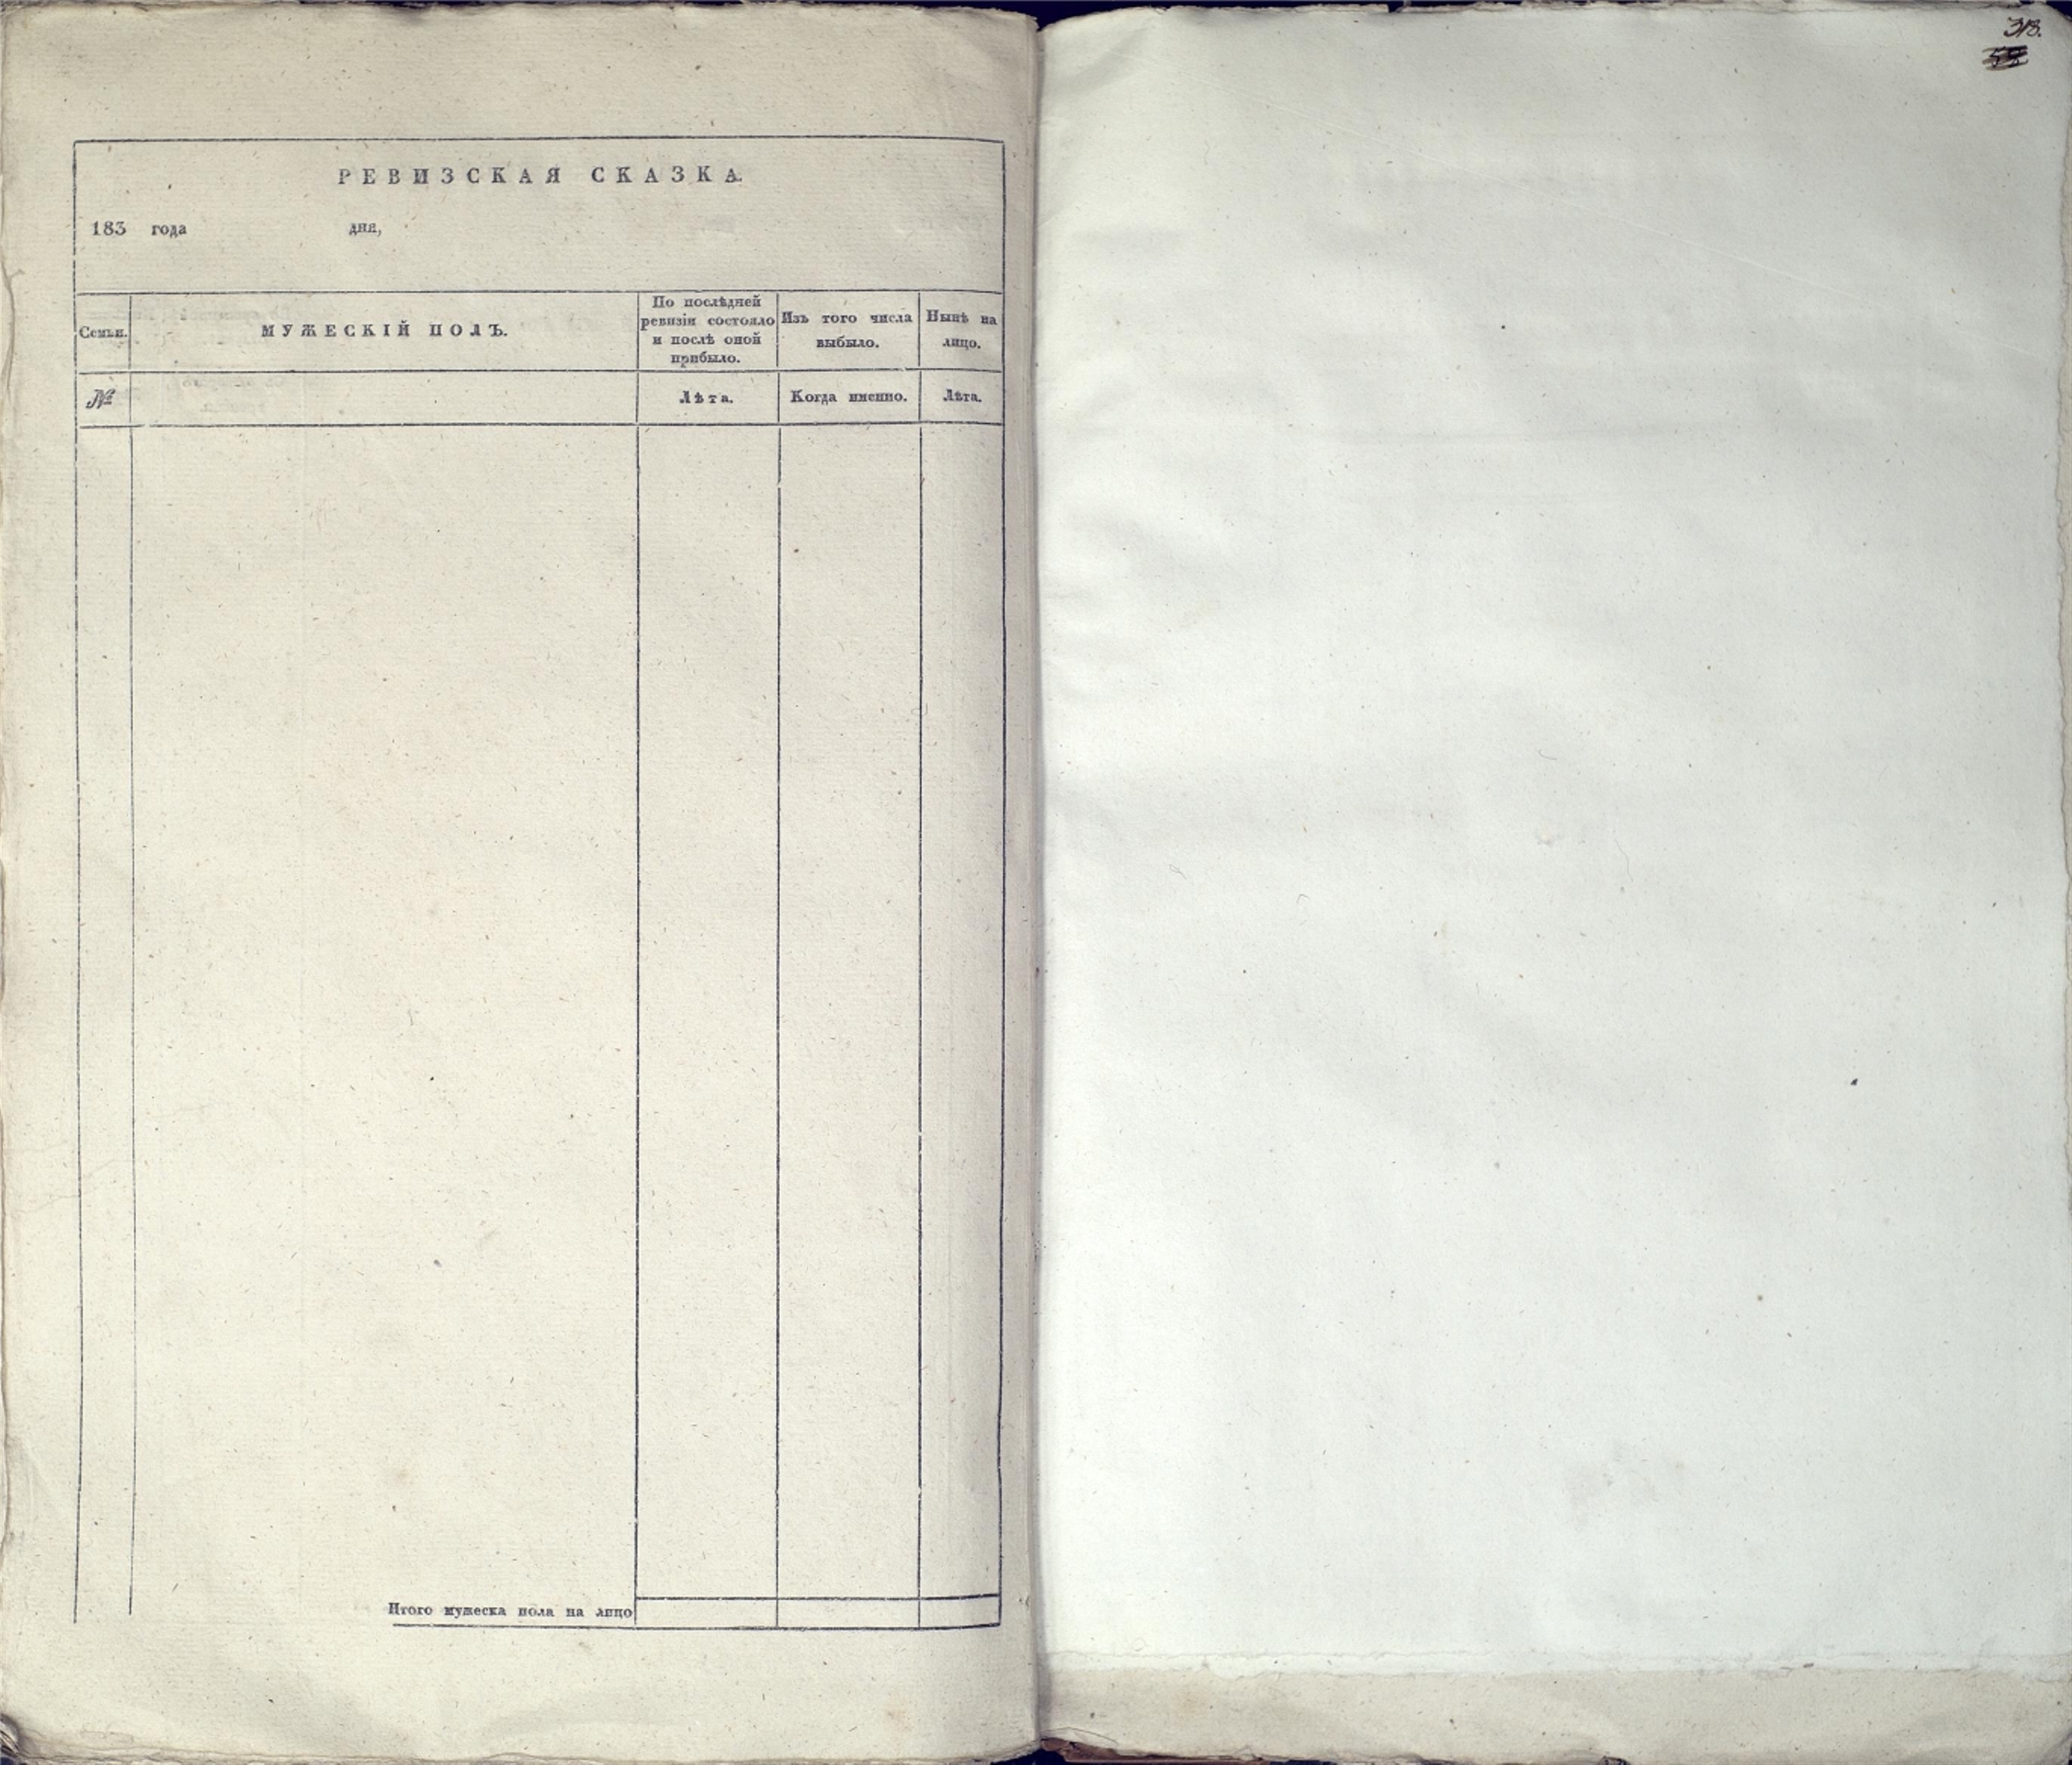 РЕВИЗСКАЯ СКАЗКА.
183 года дня,
Семьи.
МУЖЕСКІЙ ПОЛЪ.
По послѣдней
ревизіи состояло
и послѣ оной
прибыло.
Изъ того числа
выбыло.
Нынѣ на
лицо.
№
Лѣта.
Когда именно.
Лѣта.
Итого мужеска пола на лицо
318.